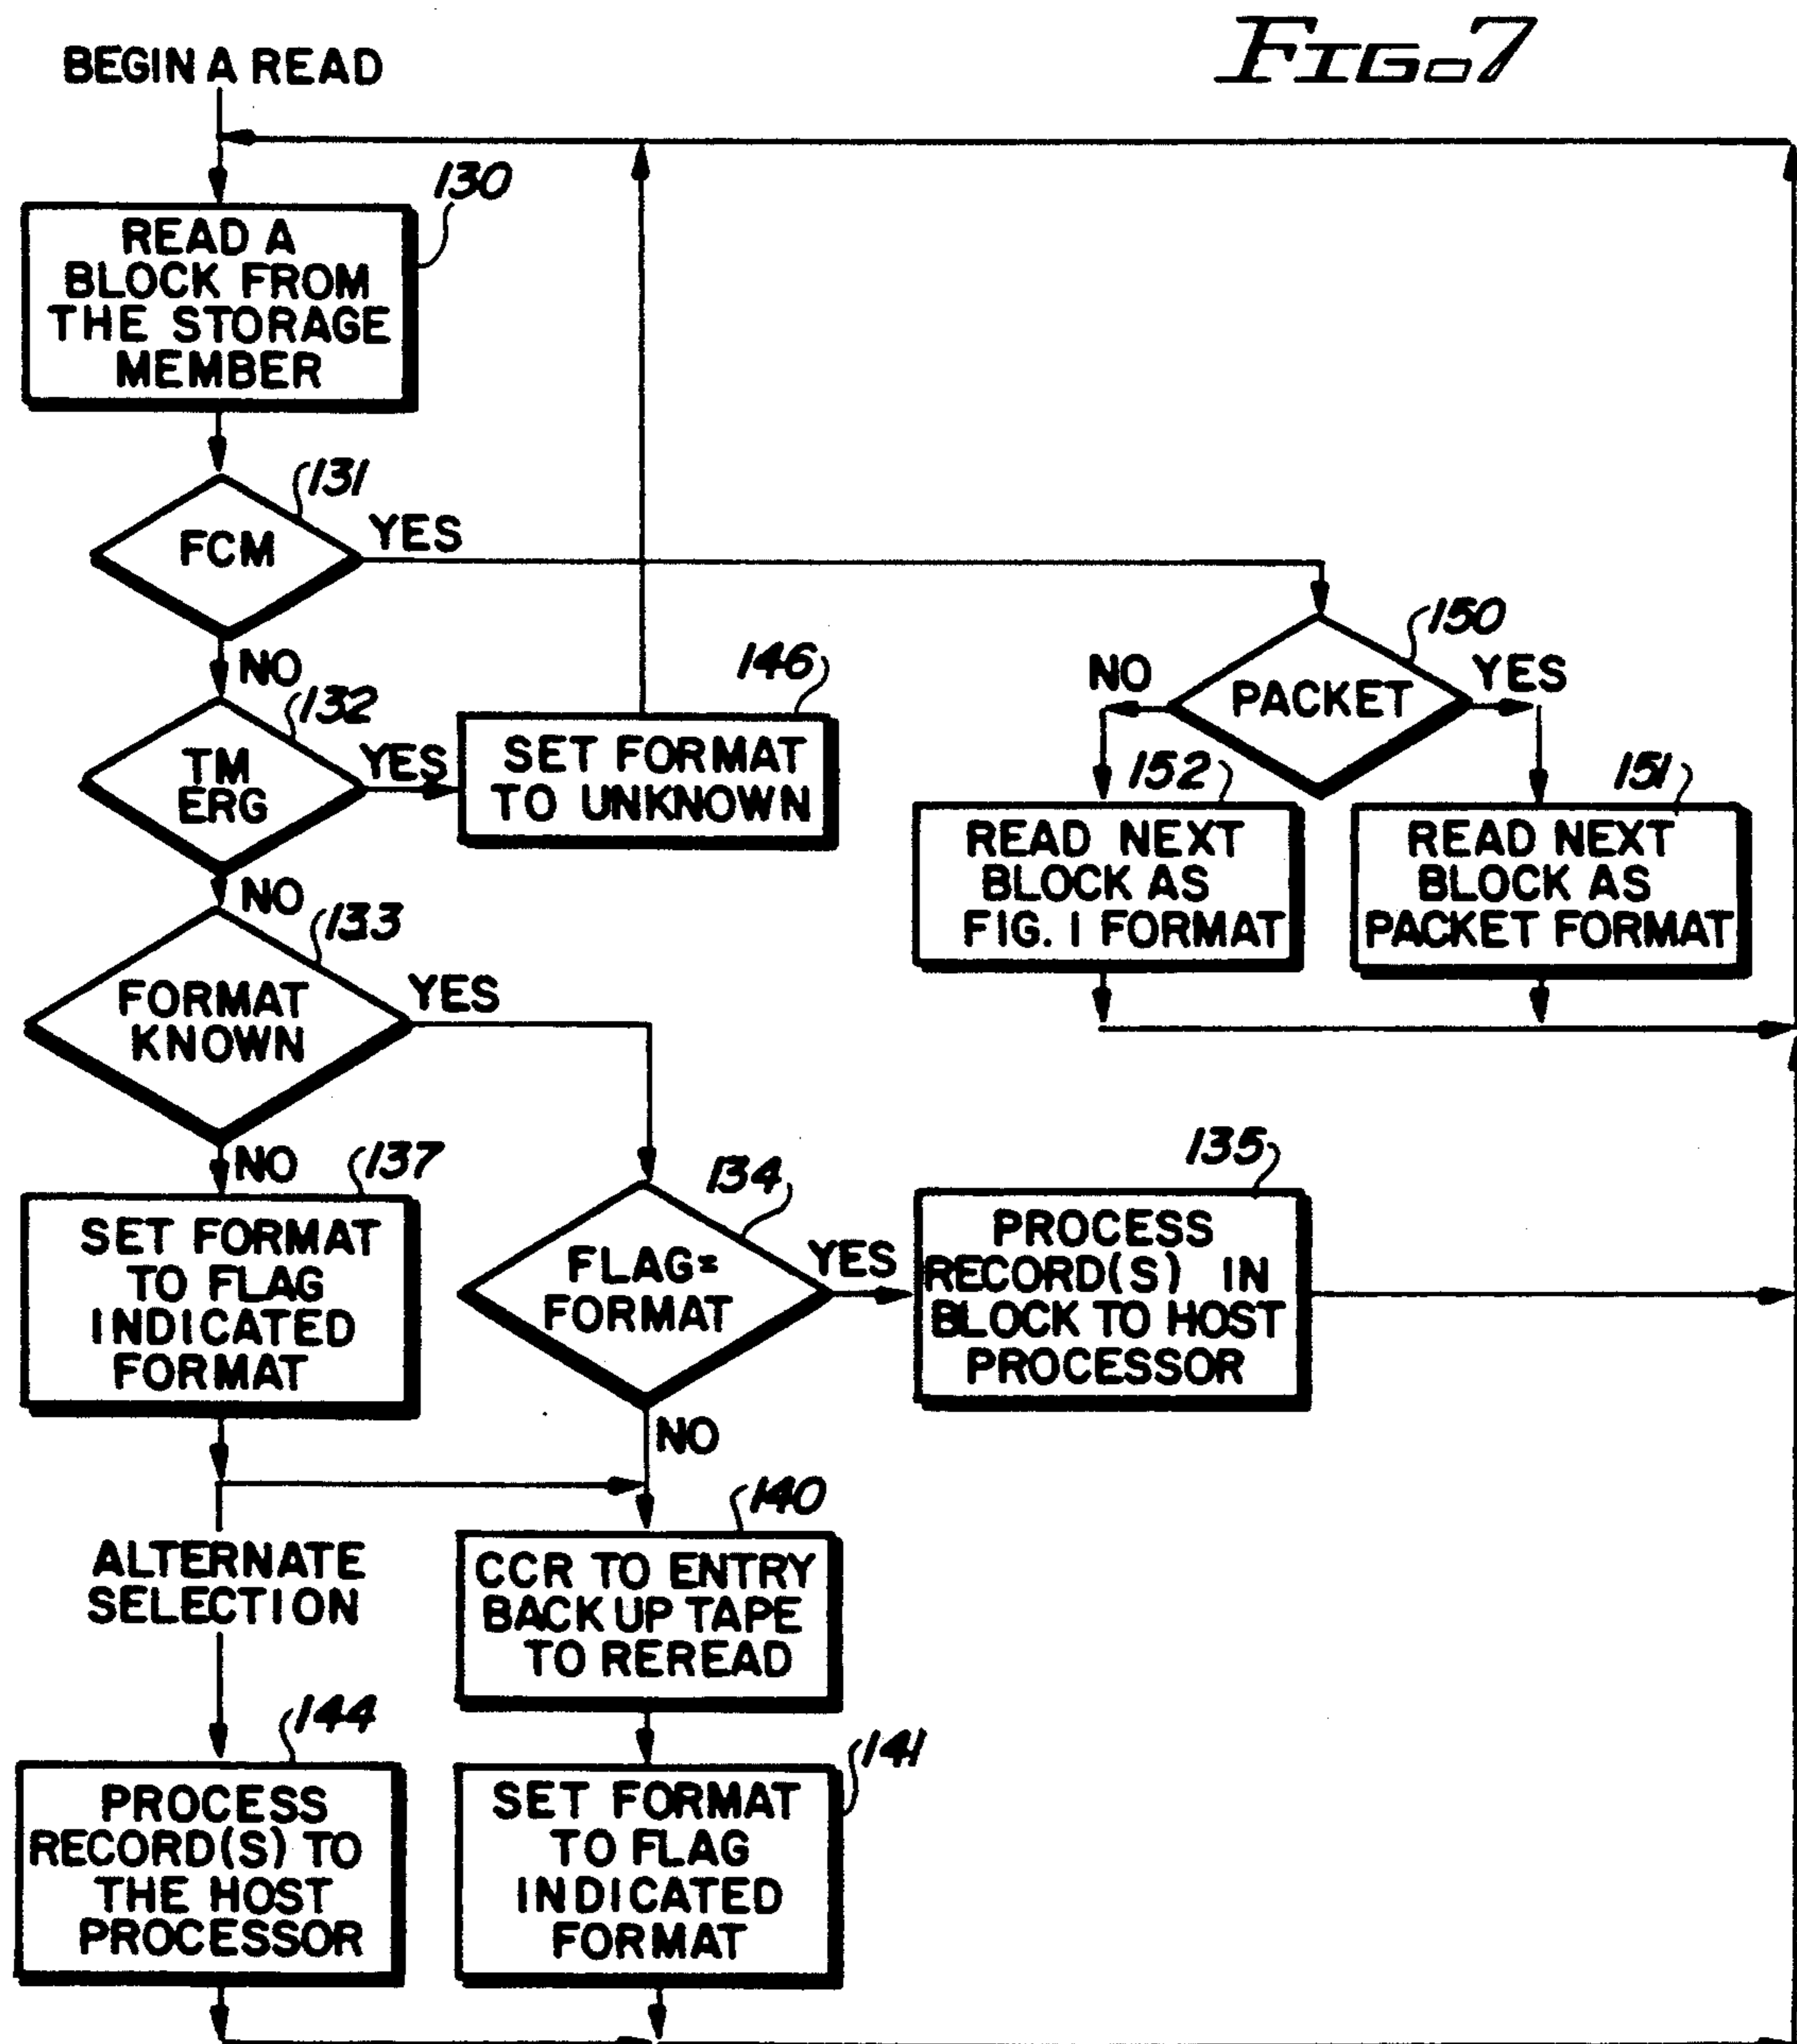 FIG. 7
BEGIN A READ
130
READ A
BLOCK FROM
THE STORAGE
MEMBER
131
FCM
YES
NO
132
TM
ERG
YES
146
SET FORMAT
TO UNKNOWN
150
PACKET
NO
YES
152
READ NEXT
BLOCK AS
FIG. 1 FORMAT
151
READ NEXT
BLOCK AS
PACKET FORMAT
NO
133
FORMAT
KNOWN
YES
NO
137
SET FORMAT
TO FLAG
INDICATED
FORMAT
134
FLAG=
FORMAT
YES
135
PROCESS
RECORD(S) IN
BLOCK TO HOST
PROCESSOR
NO
ALTERNATE
SELECTION
140
CCR TO ENTRY
BACK UP TAPE
TO REREAD
144
PROCESS
RECORD(S) TO
THE HOST
PROCESSOR
141
SET FORMAT
TO FLAG
INDICATED
FORMAT